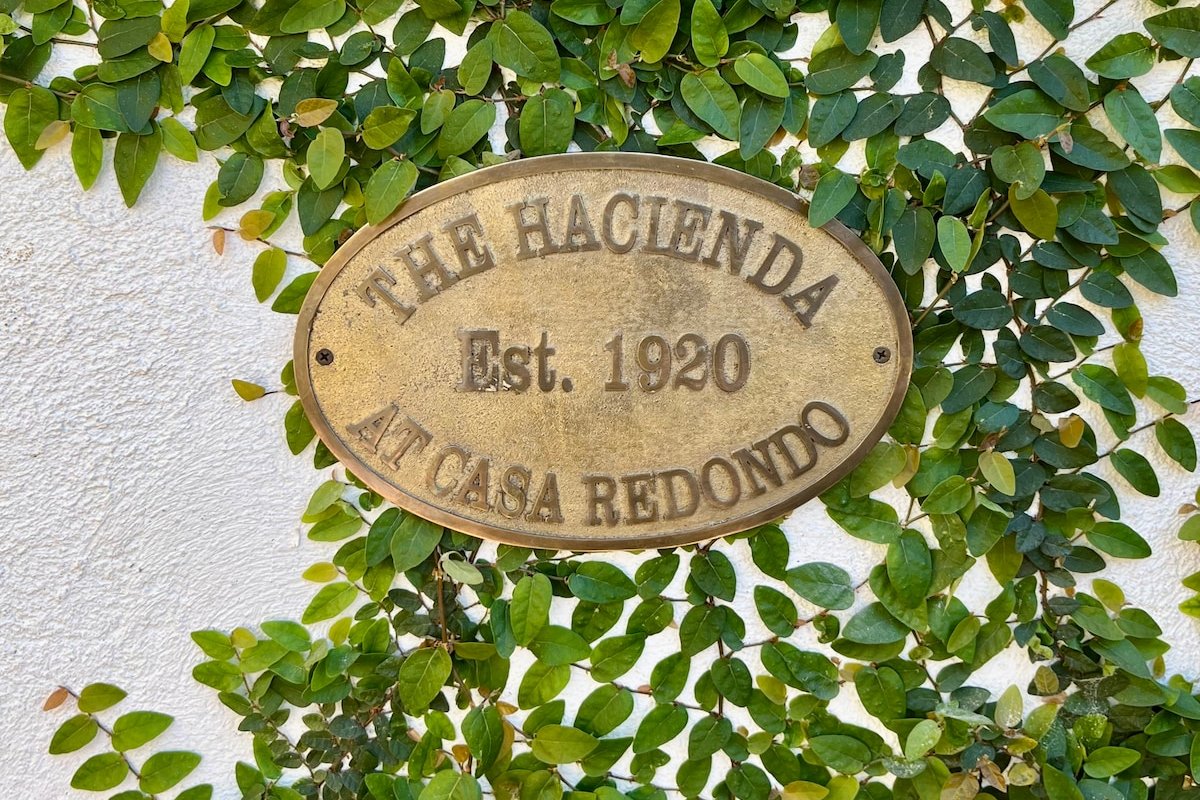 THE HACIENDA
Est. 1920
AT CASA REDONDO